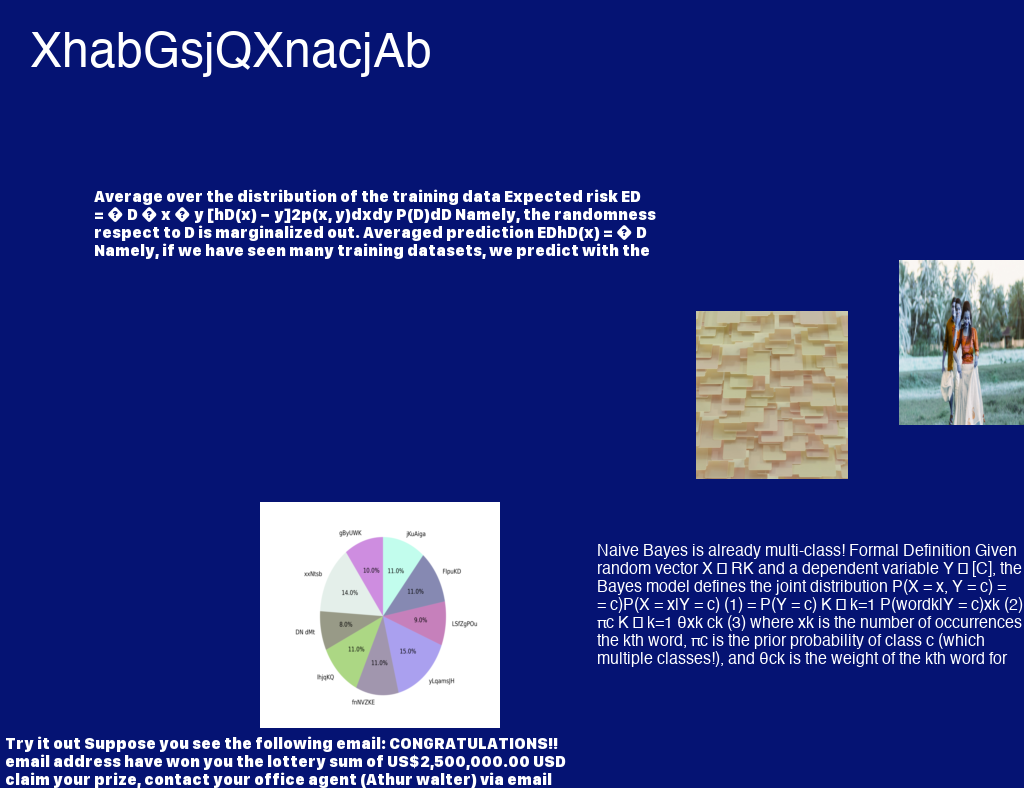 XhabGsjQXnacjAb
Average over the distribution of the training data Expected risk ED
= � D � x � y [hD(x) − y]2p(x, y)dxdy P(D)dD Namely, the randomness
respect to D is marginalized out. Averaged prediction EDhD(x) = � D
Namely, if we have seen many training datasets, we predict with the
gByUWK
jKuAiga
xxNtsb
FlpuKD
10.0%
11.0%
14.0%
11.0%
DN dMt
8.0%
9.0%
LSfZgPOu
11.0%
11.0%
15.0%
lhjqKQ
yLqamsJH
fnNVZKE
Naive Bayes is already multi-class! Formal Definition Given
random vector X □ RK and a dependent variable Y □ [C], the
Bayes model defines the joint distribution P(X = x, Y = c) =
= c)P(X = x|Y = c) (1) = P(Y = c) K □ k=1 P(wordk|Y = c)xk (2)
πc K □ k=1 θxk ck (3) where xk is the number of occurrences
the kth word, πc is the prior probability of class c (which
multiple classes!), and θck is the weight of the kth word for
Try it out Suppose you see the following email: CONGRATULATIONS!!
email address have won you the lottery sum of US$2,500,000.00 USD
claim your prize, contact your office agent (Athur walter) via email